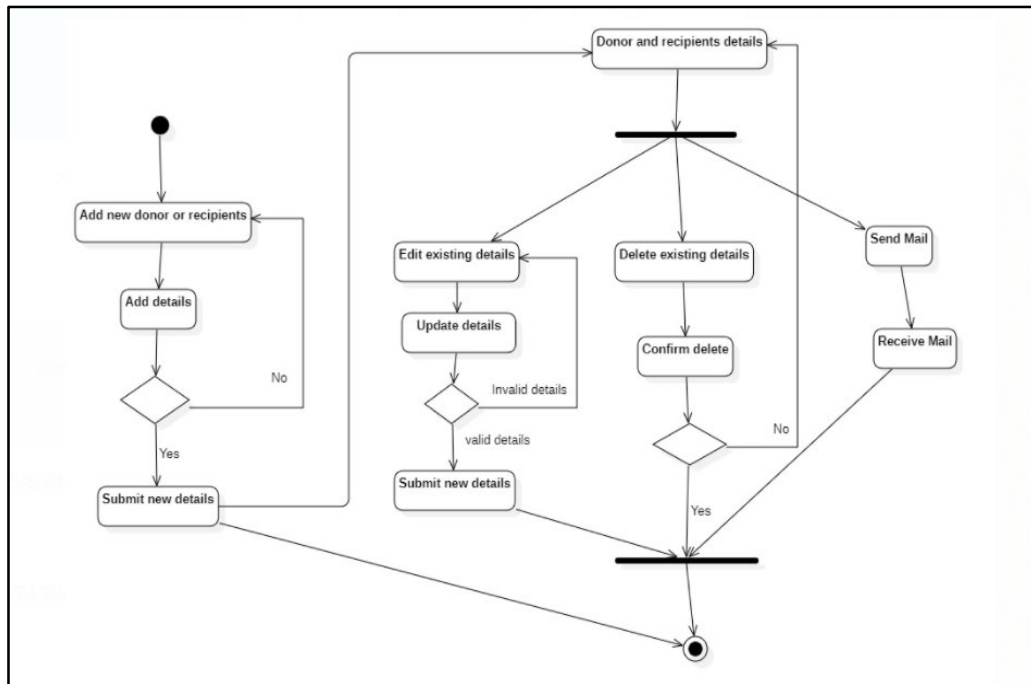 Donor and recipients details
Add new donor or recipients
Send Mail
Edit existing details
Delete existing details
Add details
Update details
Confirm delete
Receive Mail
No
Invalid details
No
valid details
Yes
Submit new details
Submit new details
Yes